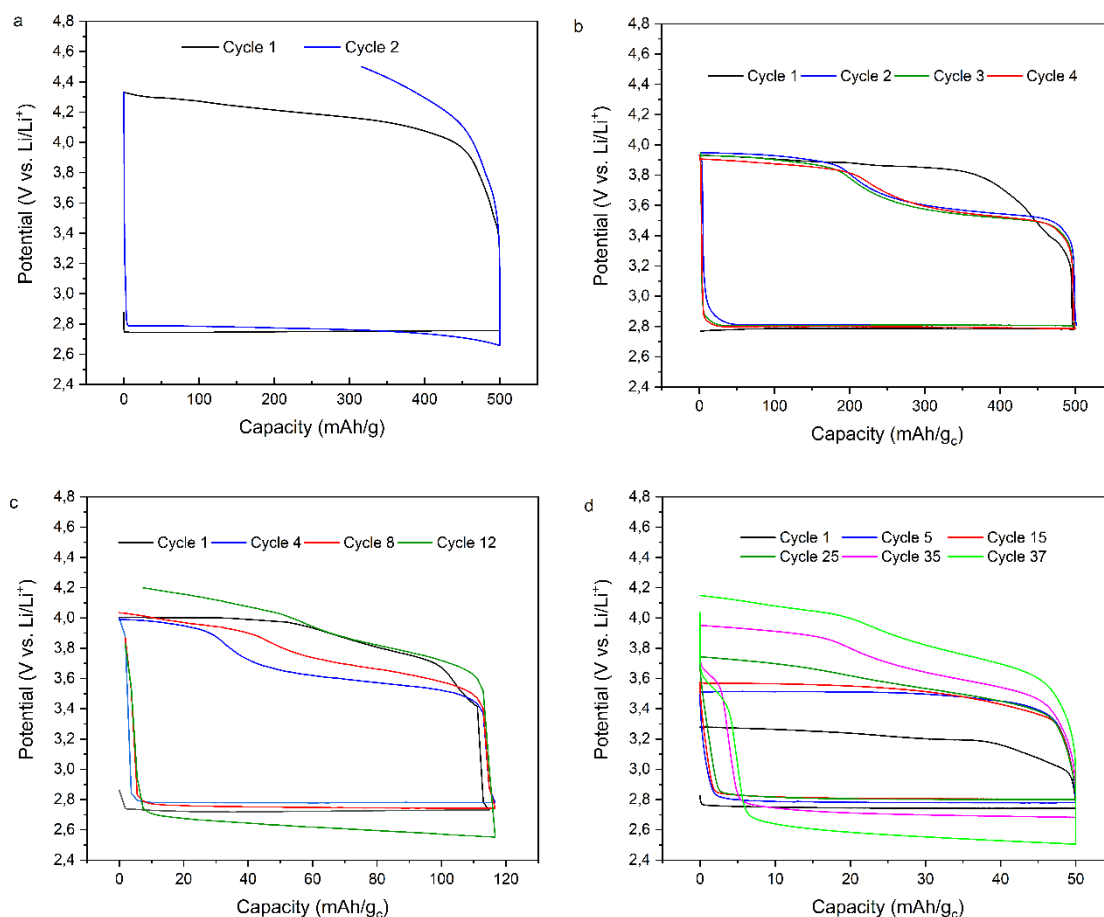 a
Cycle 1 Cycle 2
4,8
4,6
4,4
4,2
4,0
3,8
3,6
3,4
3,2
3,0
2,8
2,6
2,4
Potential (V vs. Li/Li⁺)
0 100 200 300 400 500
Capacity (mAh/g)
b
Cycle 1 Cycle 2 Cycle 3 Cycle 4
4,8
4,6
4,4
4,2
4,0
3,8
3,6
3,4
3,2
3,0
2,8
2,6
2,4
Potential (V vs. Li/Li⁺)
0 100 200 300 400 500
Capacity (mAh/g_c)
c
Cycle 1 Cycle 4 Cycle 8 Cycle 12
4,8
4,6
4,4
4,2
4,0
3,8
3,6
3,4
3,2
3,0
2,8
2,6
2,4
Potential (V vs. Li/Li⁺)
0 20 40 60 80 100 120
Capacity (mAh/g_c)
d
Cycle 1 Cycle 5 Cycle 15
Cycle 25 Cycle 35 Cycle 37
4,8
4,6
4,4
4,2
4,0
3,8
3,6
3,4
3,2
3,0
2,8
2,6
2,4
Potential (V vs. Li/Li⁺)
0 10 20 30 40 50
Capacity (mAh/g_c)